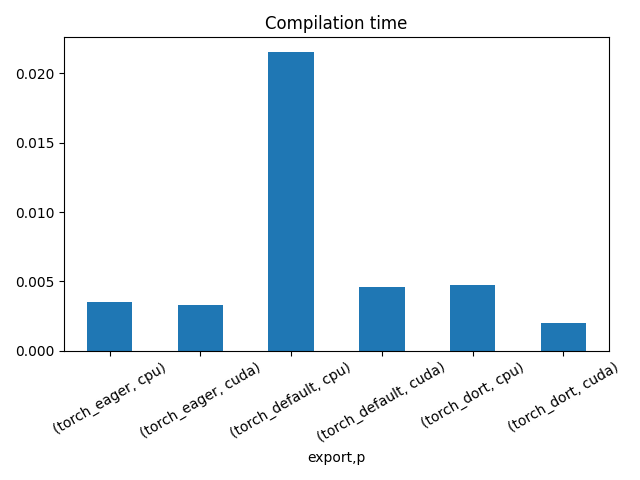 Compilation time
0.020
0.015
0.010
0.005
0.000
(torch_eager, cpu)
(torch_eager, cuda)
(torch_default, cpu)
(torch_default, cuda)
(torch_dort, cpu)
(torch_dort, cuda)
export,p